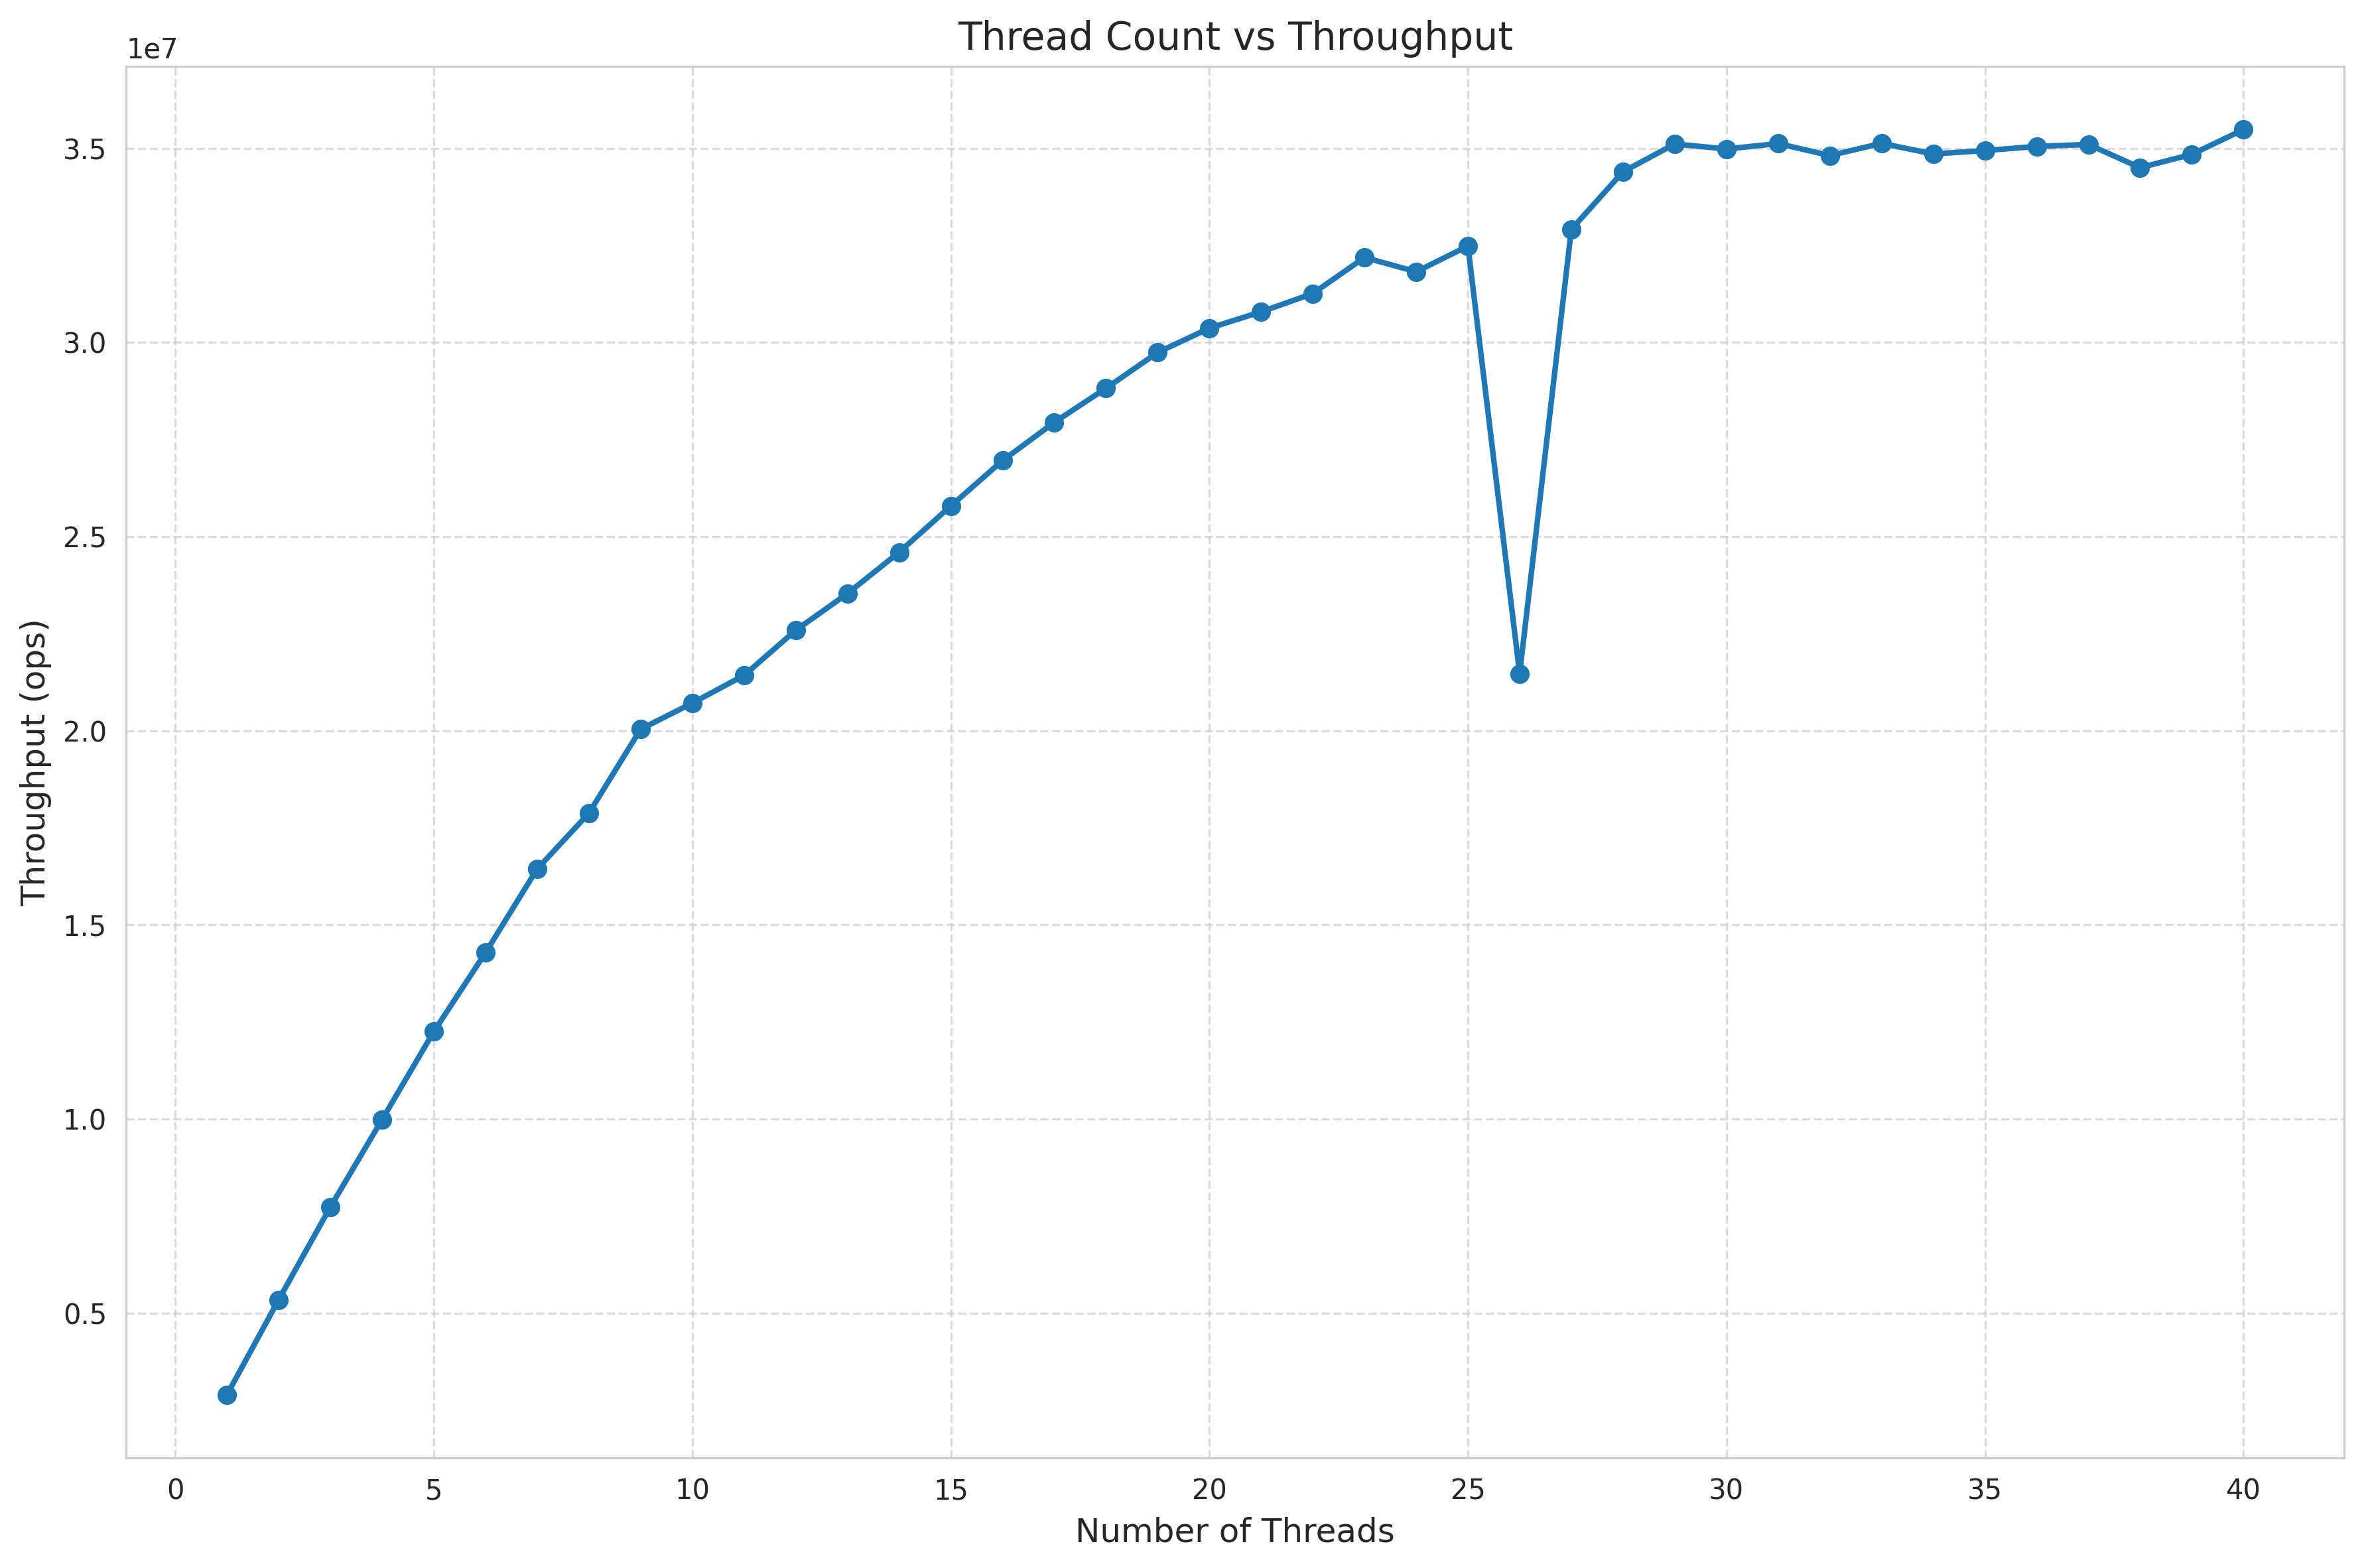 Thread Count vs Throughput
1e7
3.5
3.0
2.5
2.0
1.5
1.0
0.5
Throughput (ops)
0 5 10 15 20 25 30 35 40
Number of Threads